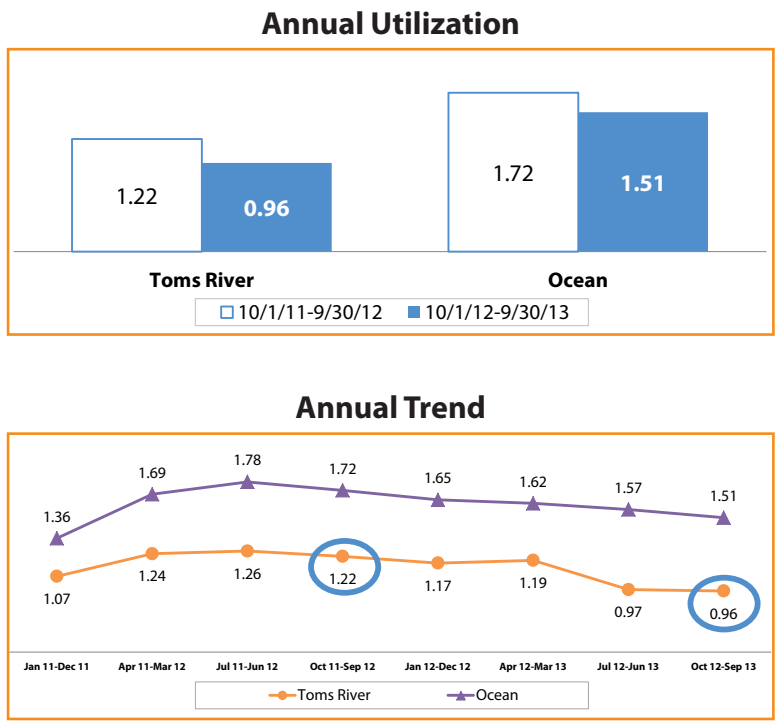 Annual Utilization
1.22 0.96 1.72 1.51
Toms River Ocean
10/1/11-9/30/12 10/1/12-9/30/13
Annual Trend
1.36 1.69 1.78 1.72 1.65 1.62 1.57 1.51
1.07 1.24 1.26 1.22 1.17 1.19 0.97 0.96
Jan 11-Dec 11 Apr 11-Mar 12 Jul 11-Jun 12 Oct 11-Sep 12 Jan 12-Dec 12 Apr 12-Mar 13 Jul 12-Jun 13 Oct 12-Sep 13
Toms River Ocean